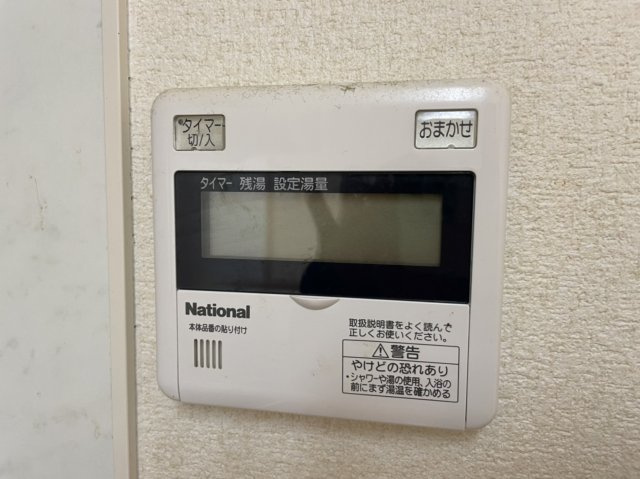 タイマー
切/入
おまかせ
タイマー 残湯 設定湯量
National
本体品番の貼り付け
取扱説明書をよく読んで
正しくお使いください。
警告
やけどの恐れあり
・シャワーや湯の使用、入浴の
前にまず湯温を確かめる